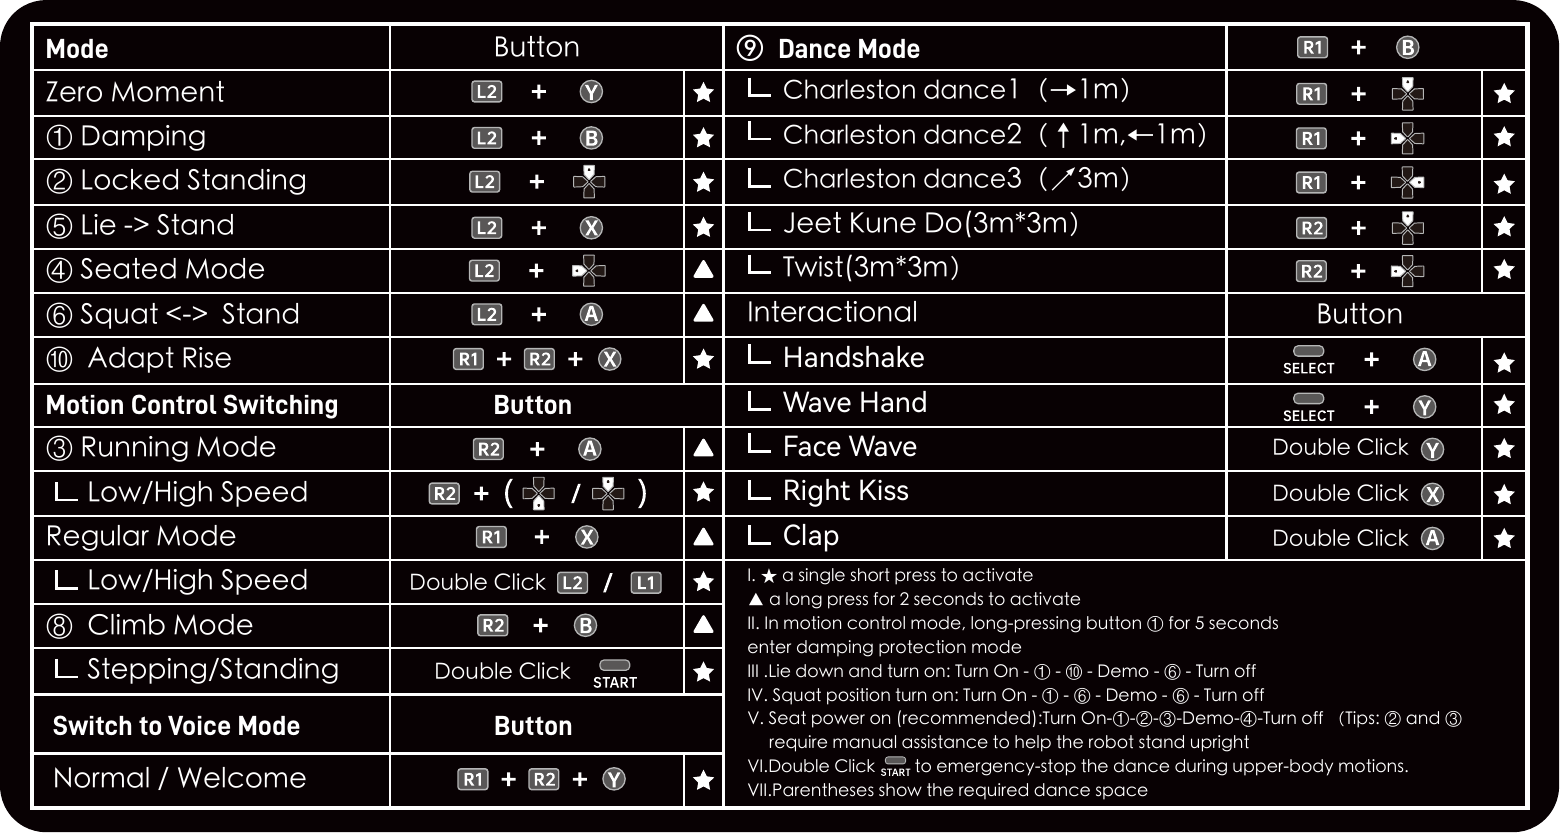 Mode Button
Zero Moment L2 + Y ★
① Damping L2 + B ★
② Locked Standing L2 + ★
⑤ Lie -> Stand L2 + X ★
④ Seated Mode L2 + ▲
⑥ Squat <-> Stand L2 + A ▲
⑩ Adapt Rise R1 + R2 + X ★
Motion Control Switching Button
③ Running Mode R2 + A ▲
Low/High Speed R2 + ( / ) ★
Regular Mode R1 + X ▲
Low/High Speed Double Click L2 / L1 ★
⑧ Climb Mode R2 + B ▲
Stepping/Standing Double Click START ★
Switch to Voice Mode Button
Normal / Welcome R1 + R2 + Y ★
⑨ Dance Mode R1 + B
Charleston dance1 (→1m) R1 + ★
Charleston dance2 (↑1m,←1m) R1 + ★
Charleston dance3 (↗3m) R1 + ★
Jeet Kune Do(3m*3m) R2 + ★
Twist(3m*3m) R2 + ★
Interactional Button
Handshake SELECT + A ★
Wave Hand SELECT + Y ★
Face Wave Double Click Y ★
Right Kiss Double Click X ★
Clap Double Click A ★
I. ★ a single short press to activate
▲ a long press for 2 seconds to activate
II. In motion control mode, long-pressing button ① for 5 seconds
enter damping protection mode
III .Lie down and turn on: Turn On - ① - ⑩ - Demo - ⑥ - Turn off
IV. Squat position turn on: Turn On - ① - ⑥ - Demo - ⑥ - Turn off
V. Seat power on (recommended):Turn On-①-②-③-Demo-④-Turn off (Tips: ② and ③
require manual assistance to help the robot stand upright
VI.Double Click START to emergency-stop the dance during upper-body motions.
VII.Parentheses show the required dance space